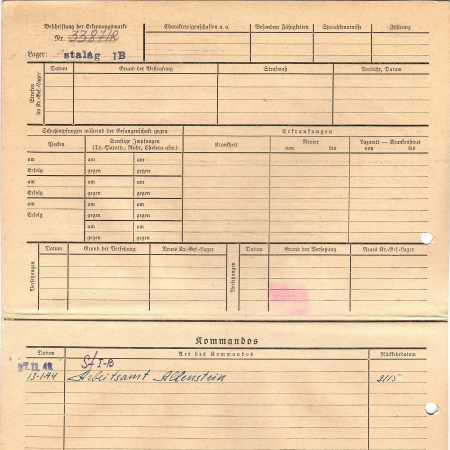 Beschriftung der Erkennungsmarke
Nr.
Lager: Stalag IB
Charaktereigenschaften u. a.
Besondere Fähigkeiten
Sprachkenntnisse
Führung
Strafen im Kr.-Gef.-Lager
Datum
Grund der Bestrafung
Strafmaß
Verbüßt, Datum
Schutzimpfungen während der Gefangenschaft gegen
Erkrankungen
Pocken
Sonstige Impfungen
(Ty.-Paraty., Ruhr, Cholera usw.)
Krankheit
Revier
von bis
Lazarett — Krankenhaus
von bis
am am am
Erfolg gegen gegen
am am am
Erfolg gegen gegen
am am am
Erfolg gegen gegen
am am
gegen gegen
Versetzungen
Datum
Grund der Versetzung
Neues Kr.-Gef.-Lager
Versetzungen
Datum
Grund der Versetzung
Neues Kr.-Gef.-Lager
Kommandos
Datum
Art des Kommandos
Rückkehrdatum
St I-B
13.1.44 Arbeitsamt Allenstein 2115